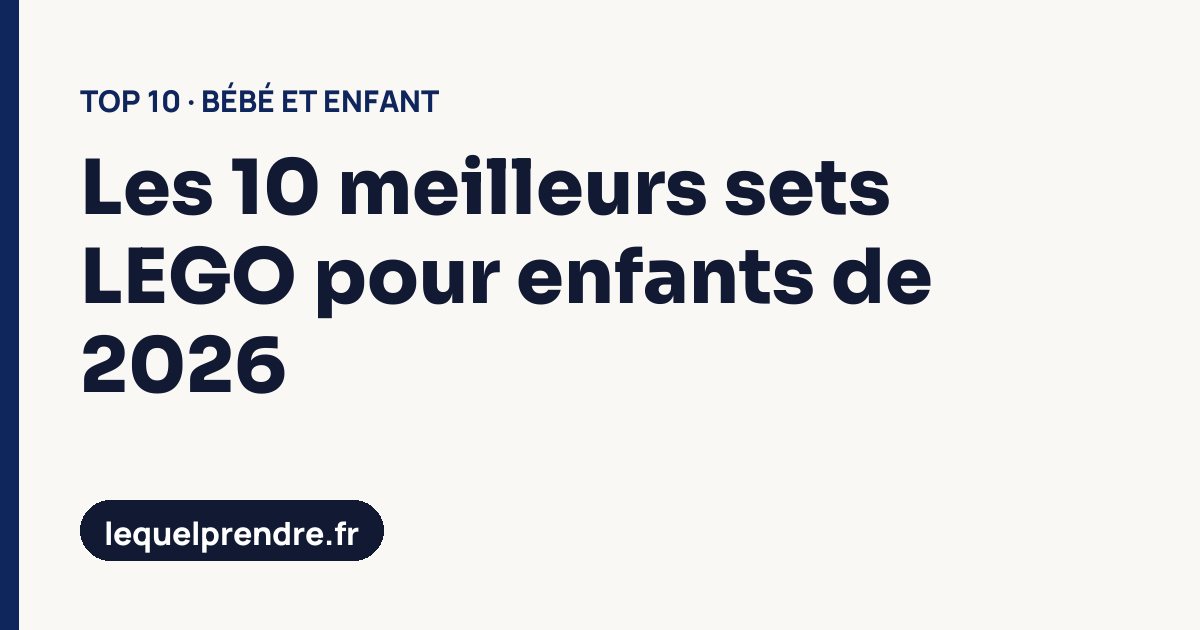 TOP 10 · BÉBÉ ET ENFANT
Les 10 meilleurs sets
LEGO pour enfants de
2026
lequelprendre.fr